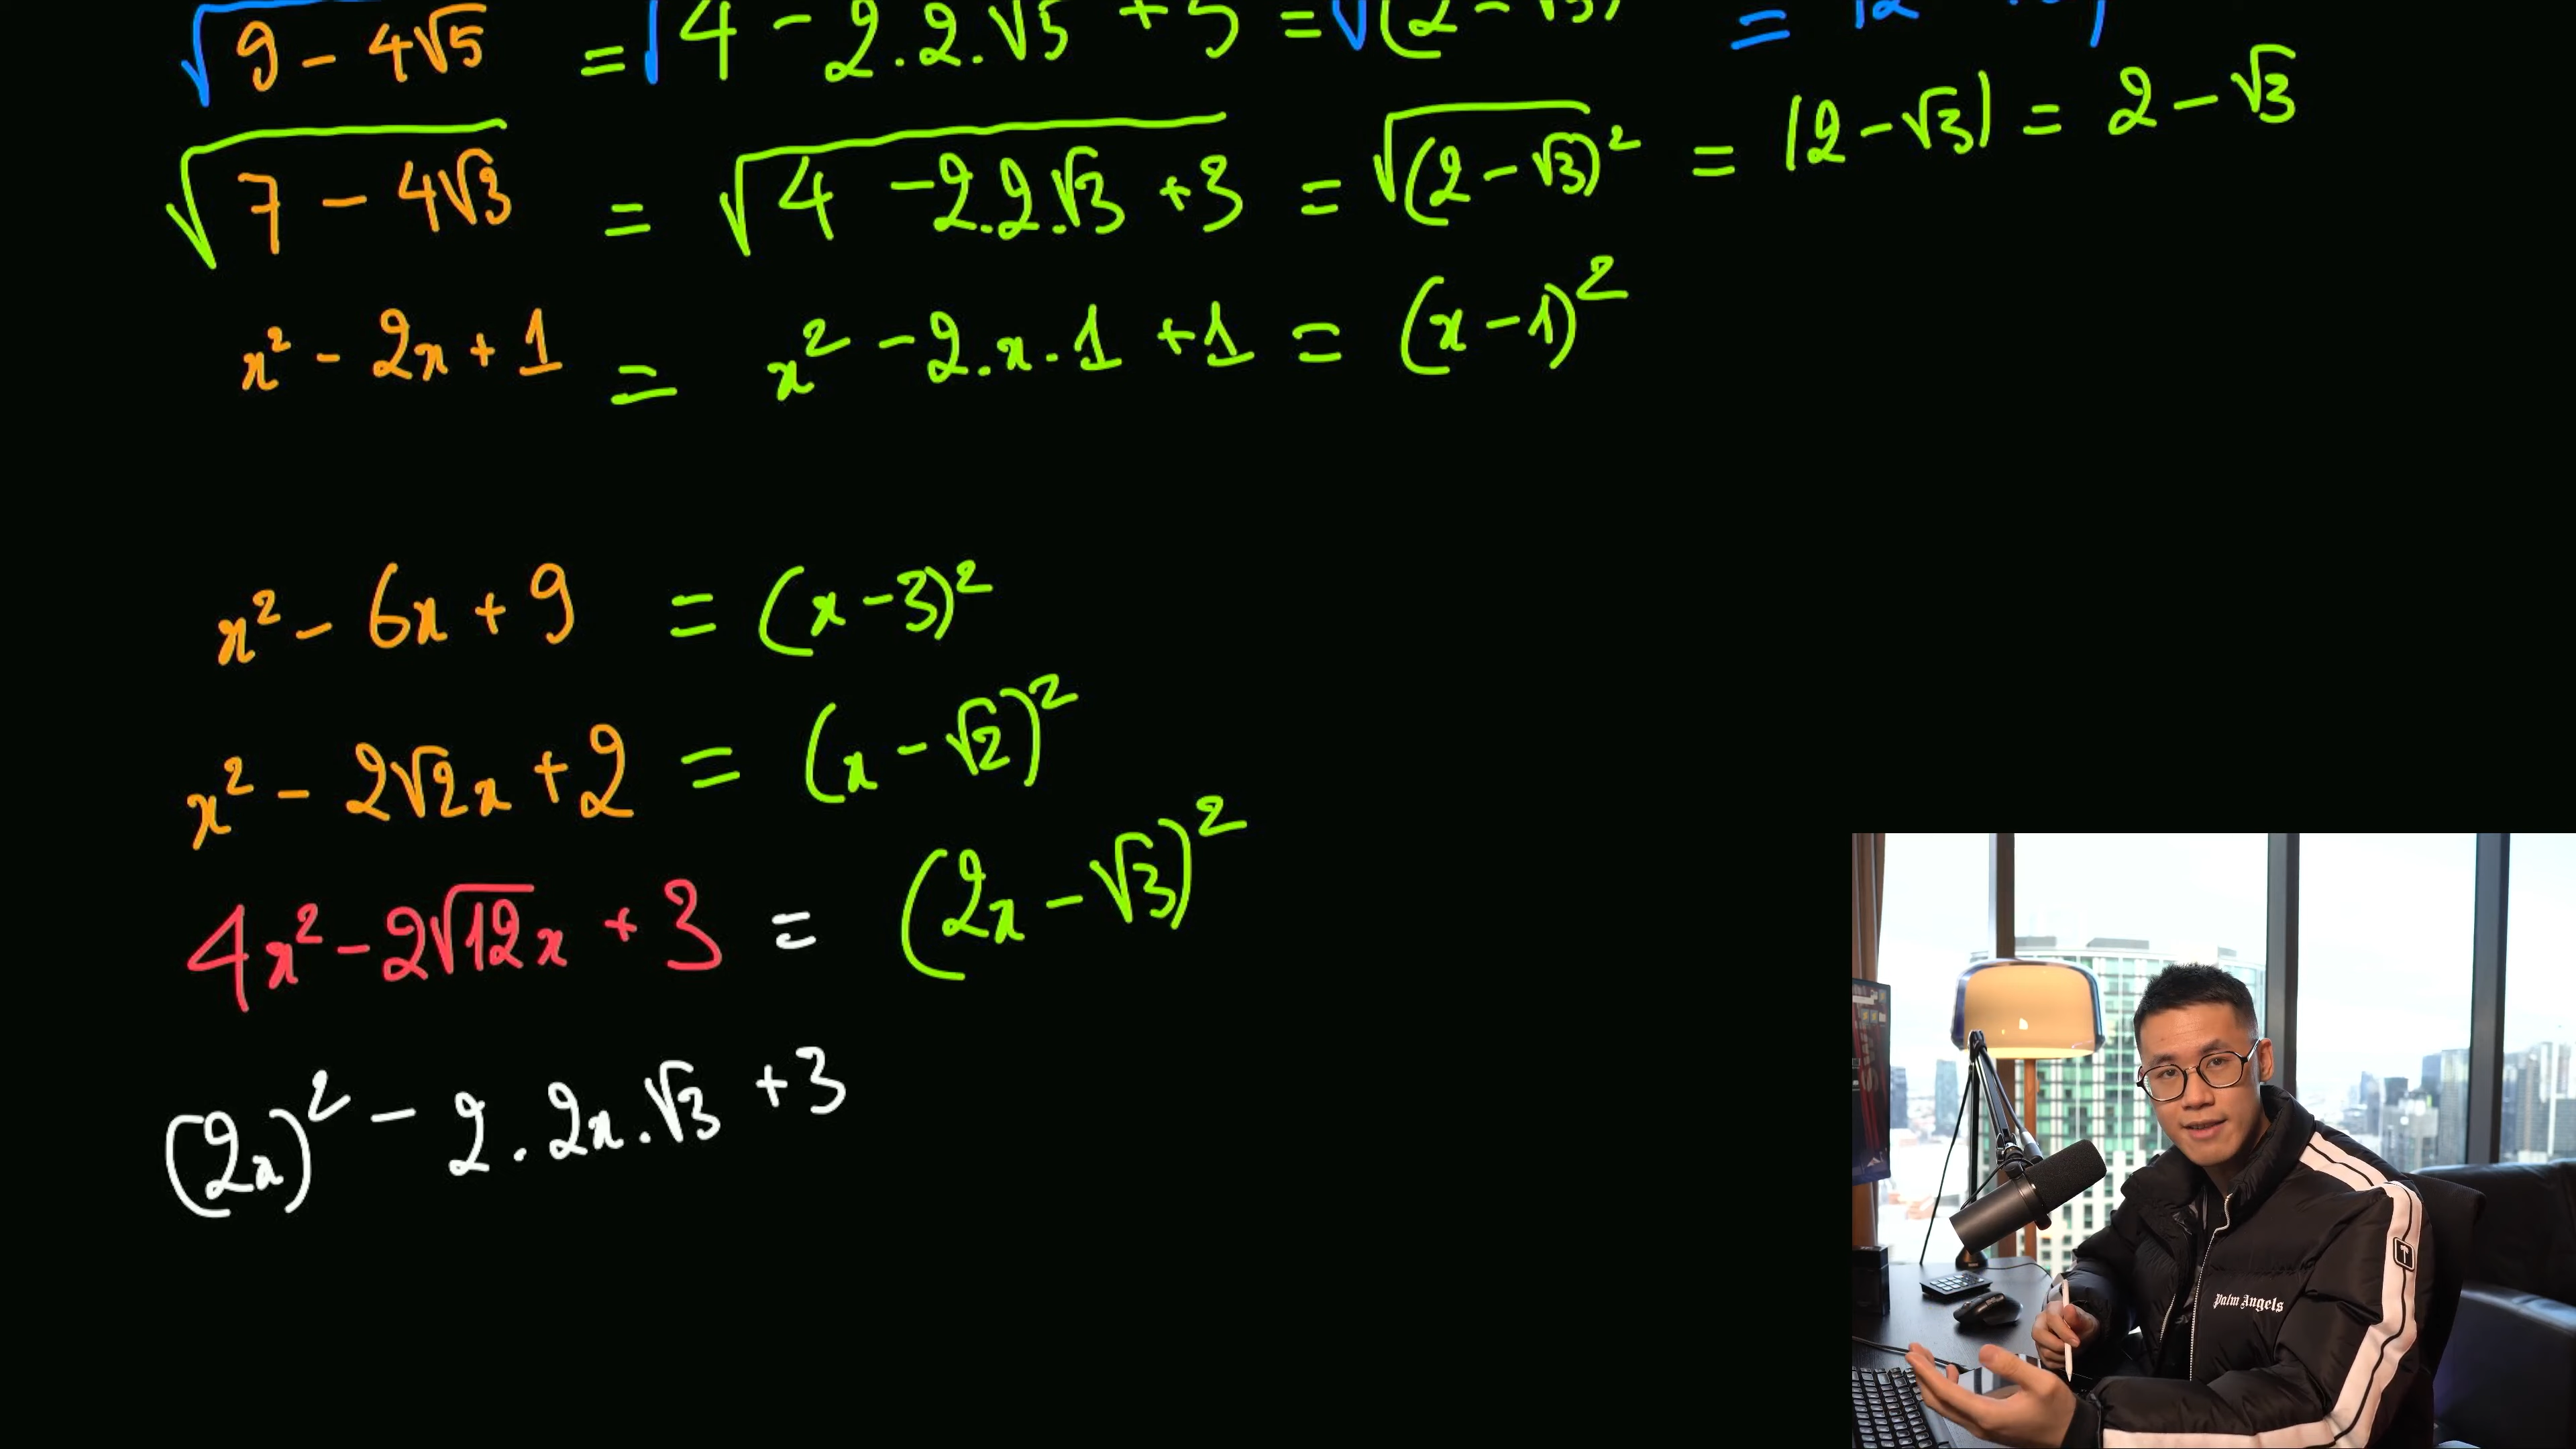 √(9 - 4√5) = √(4 - 2.2.√5 + 5) =
√(7 - 4√3) = √(4 - 2.2.√3 + 3) = √((2 - √3)²) = |2 - √3| = 2 - √3
x² - 2x + 1 = x² - 2.x.1 + 1 = (x - 1)²
x² - 6x + 9 = (x - 3)²
x² - 2√2x + 2 = (x - √2)²
4x² - 2√12x + 3 = (2x - √3)²
(2x)² - 2.2x.√3 + 3
Palm Angels